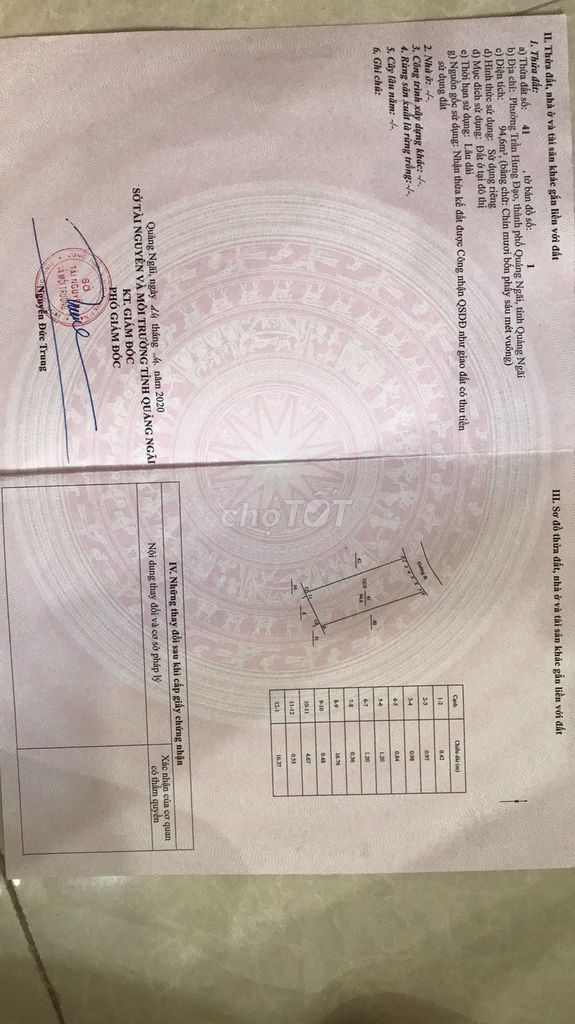 II. Thửa đất, nhà ở và tài sản khác gắn liền với đất
1. Thửa đất:
a) Thửa đất số: 41 , tờ bản đồ số: 1
b) Địa chỉ: Phường Trần Hưng Đạo, thành phố Quảng Ngãi, tỉnh Quảng Ngãi
c) Diện tích: 94,6m², (bằng chữ: Chín mươi bốn phẩy sáu mét vuông)
d) Hình thức sử dụng: Sử dụng riêng
đ) Mục đích sử dụng: Đất ở tại đô thị
e) Thời hạn sử dụng: Lâu dài
g) Nguồn gốc sử dụng: Nhận thừa kế đất được Công nhận QSDĐ như giao đất có thu tiền
sử dụng đất
2. Nhà ở: -/-.
3. Công trình xây dựng khác: -/-.
4. Rừng sản xuất là rừng trồng: -/-.
5. Cây lâu năm: -/-.
6. Ghi chú:
Quảng Ngãi, ngày tháng năm 2020
SỞ TÀI NGUYÊN VÀ MÔI TRƯỜNG TỈNH QUẢNG NGÃI
KT. GIÁM ĐỐC
PHÓ GIÁM ĐỐC
SỞ
TÀI NGUYÊN
Nguyễn Đức Trung
III. Sơ đồ thửa đất, nhà ở và tài sản khác gắn liền với đất
Cạnh Chiều dài (m)
1-2 0.42
2-3 0.97
3-4 0.98
4-5 0.84
5-6 1.20
6-7 1.20
7-8 0.36
8-9 16.76
9-10 0.48
10-11 4.67
11-12 0.55
12-1 16.37
IV. Những thay đổi sau khi cấp giấy chứng nhận
Nội dung thay đổi và cơ sở pháp lý
Xác nhận của cơ quan
có thẩm quyền
choTỐT